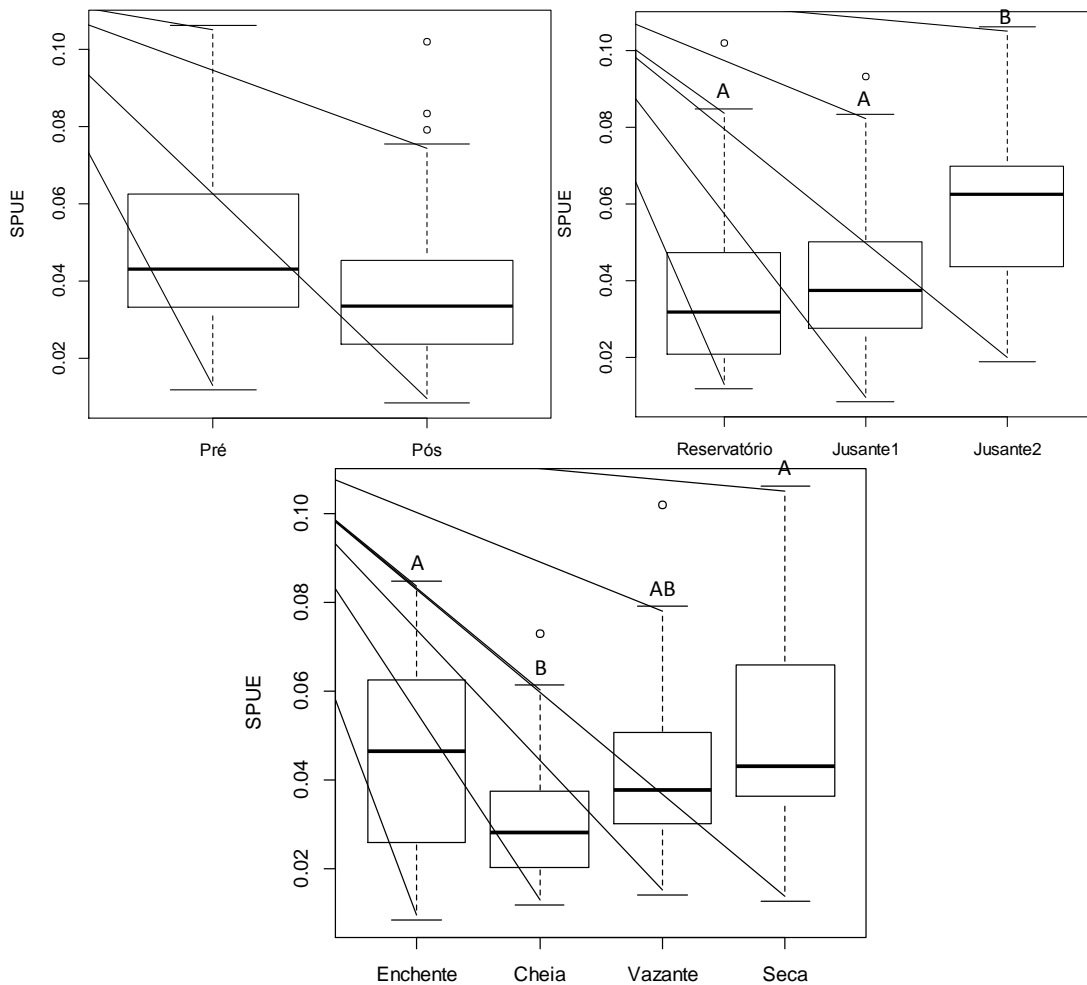 SPUE
0.10
0.08
0.06
0.04
0.02
Pré Pós
SPUE
0.10
0.08
0.06
0.04
0.02
A A B
Reservatório Jusante1 Jusante2
SPUE
0.10
0.08
0.06
0.04
0.02
A B AB A
Enchente Cheia Vazante Seca